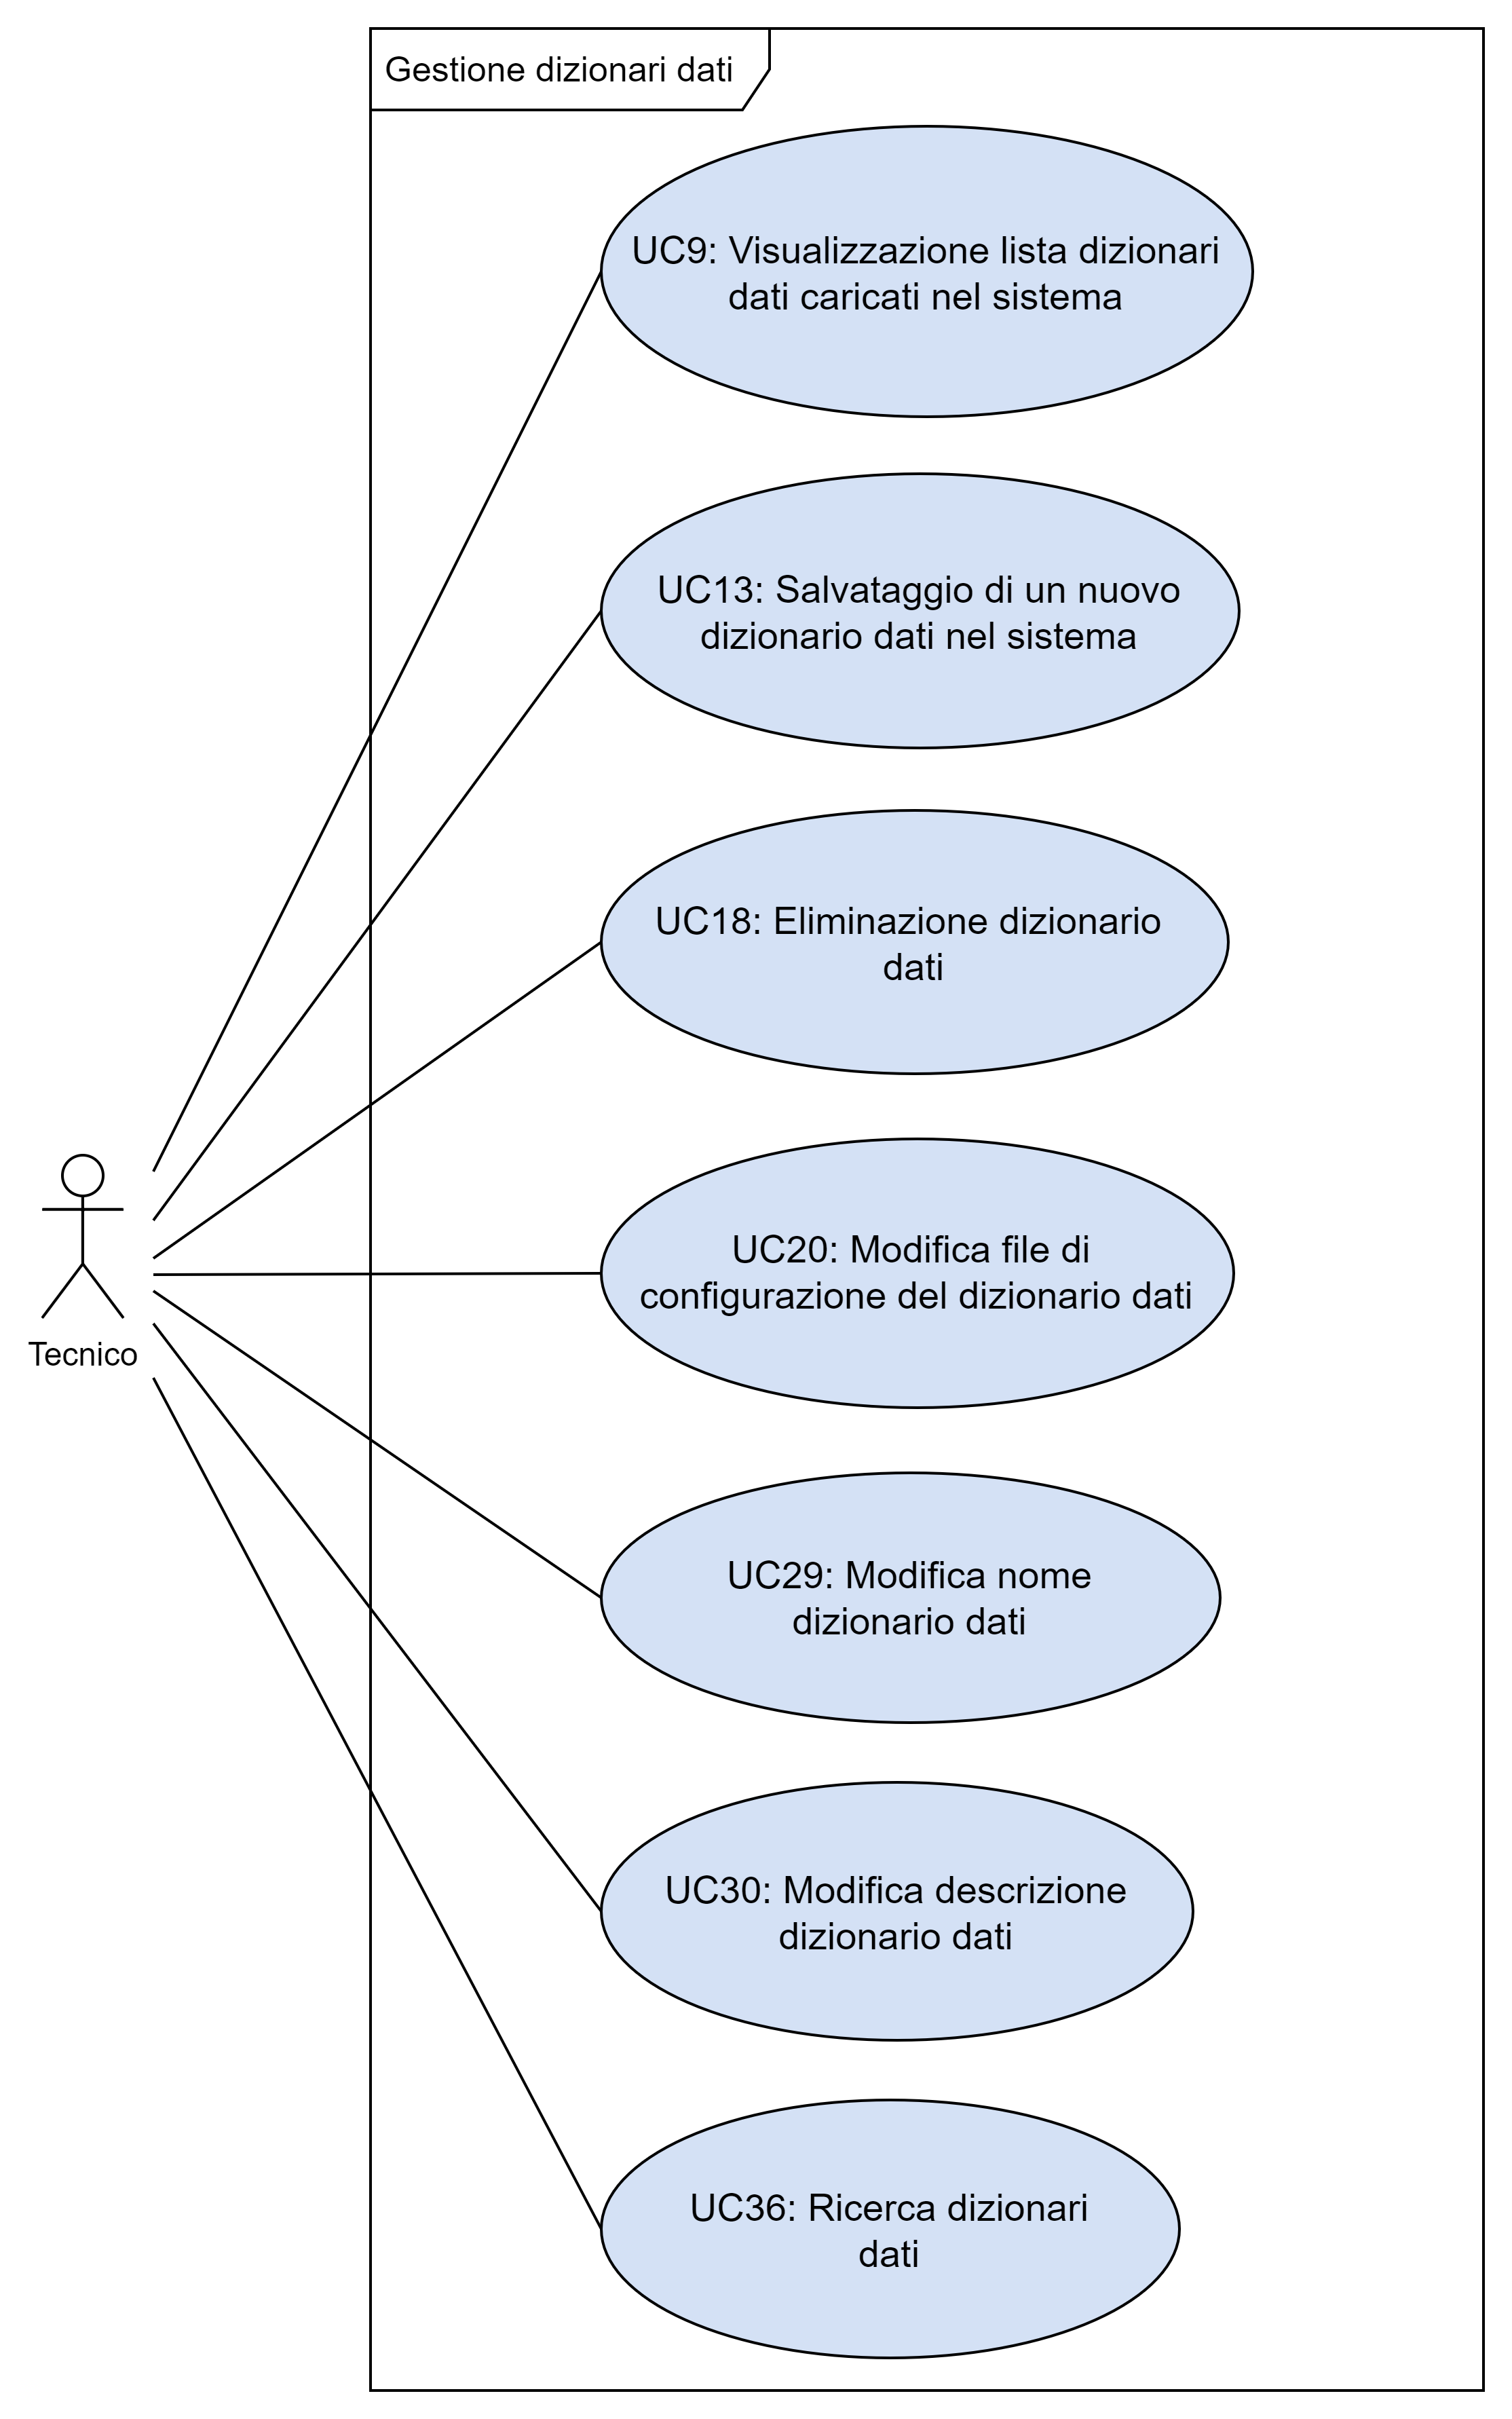 Gestione dizionari dati
UC9: Visualizzazione lista dizionari
dati caricati nel sistema
UC13: Salvataggio di un nuovo
dizionario dati nel sistema
UC18: Eliminazione dizionario
dati
UC20: Modifica file di
configurazione del dizionario dati
Tecnico
UC29: Modifica nome
dizionario dati
UC30: Modifica descrizione
dizionario dati
UC36: Ricerca dizionari
dati